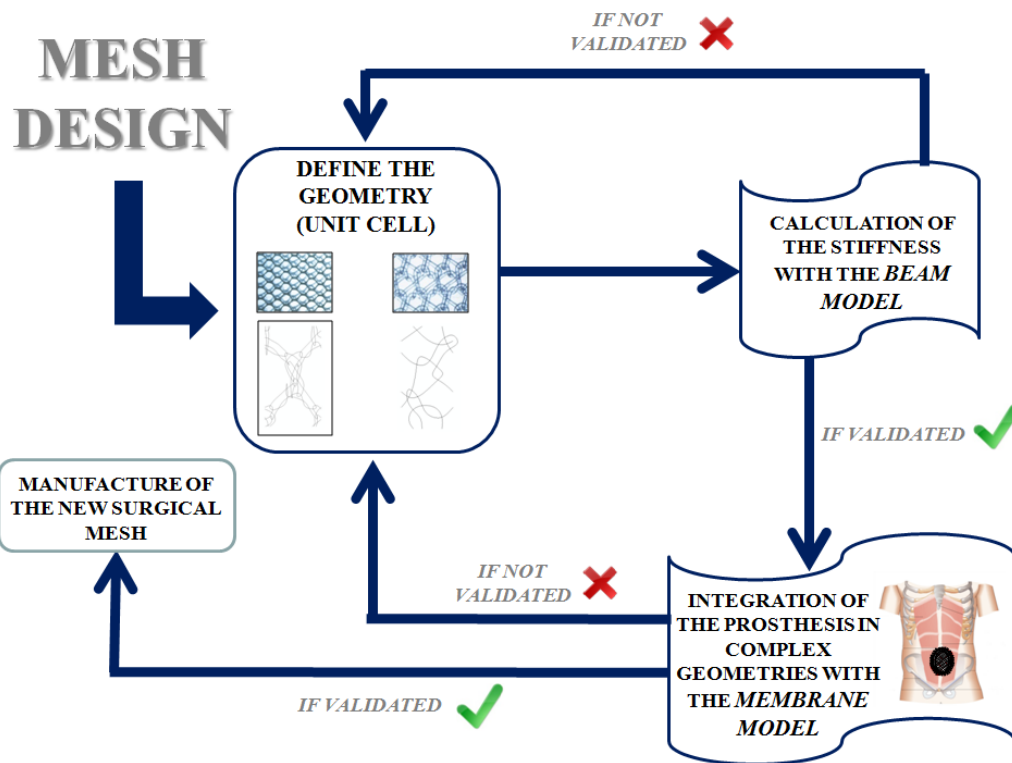 MESH
DESIGN
IF NOT
VALIDATED
DEFINE THE
GEOMETRY
(UNIT CELL)
CALCULATION OF
THE STIFFNESS
WITH THE BEAM
MODEL
IF VALIDATED
MANUFACTURE OF
THE NEW SURGICAL
MESH
IF NOT
VALIDATED
INTEGRATION OF
THE PROSTHESIS IN
COMPLEX
GEOMETRIES WITH
THE MEMBRANE
MODEL
IF VALIDATED